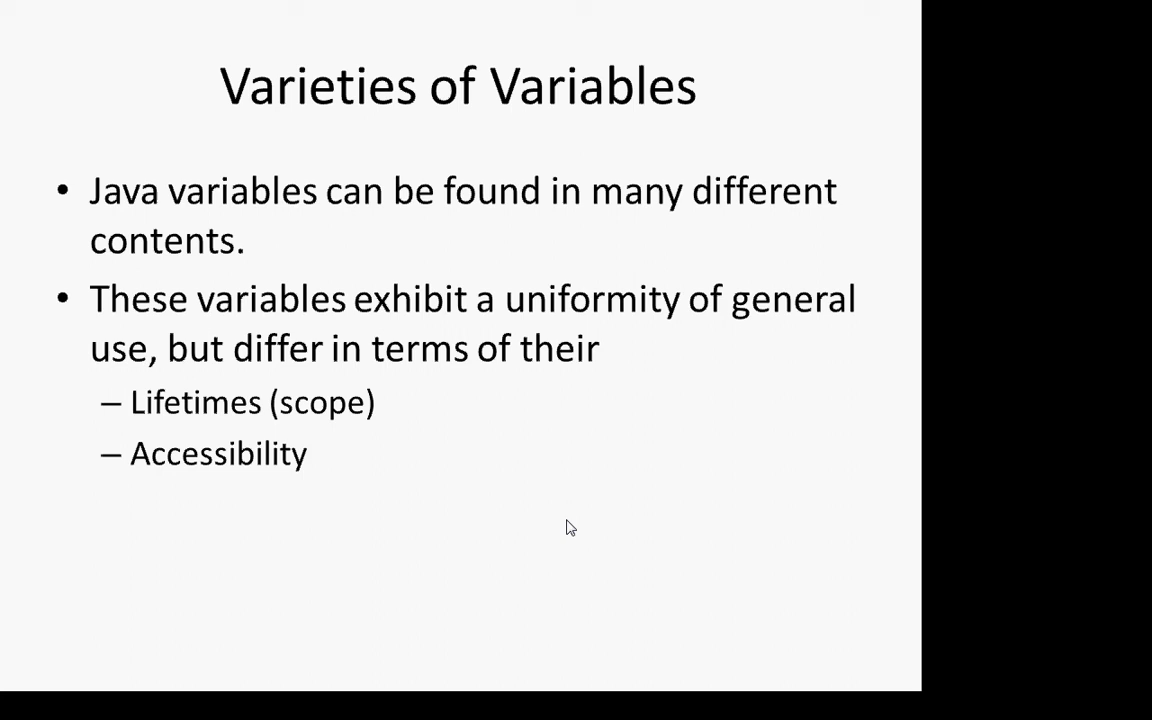 Varieties of Variables
• Java variables can be found in many different
contents.
• These variables exhibit a uniformity of general
use, but differ in terms of their
– Lifetimes (scope)
– Accessibility